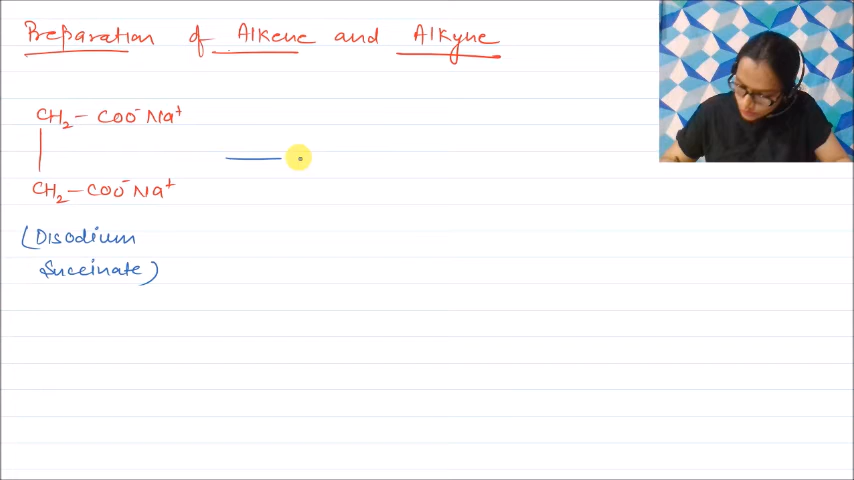 Preparation of Alkene and Alkyne
CH₂ – COO⁻Na⁺
|
CH₂ – COO⁻Na⁺
(Disodium
Succinate)